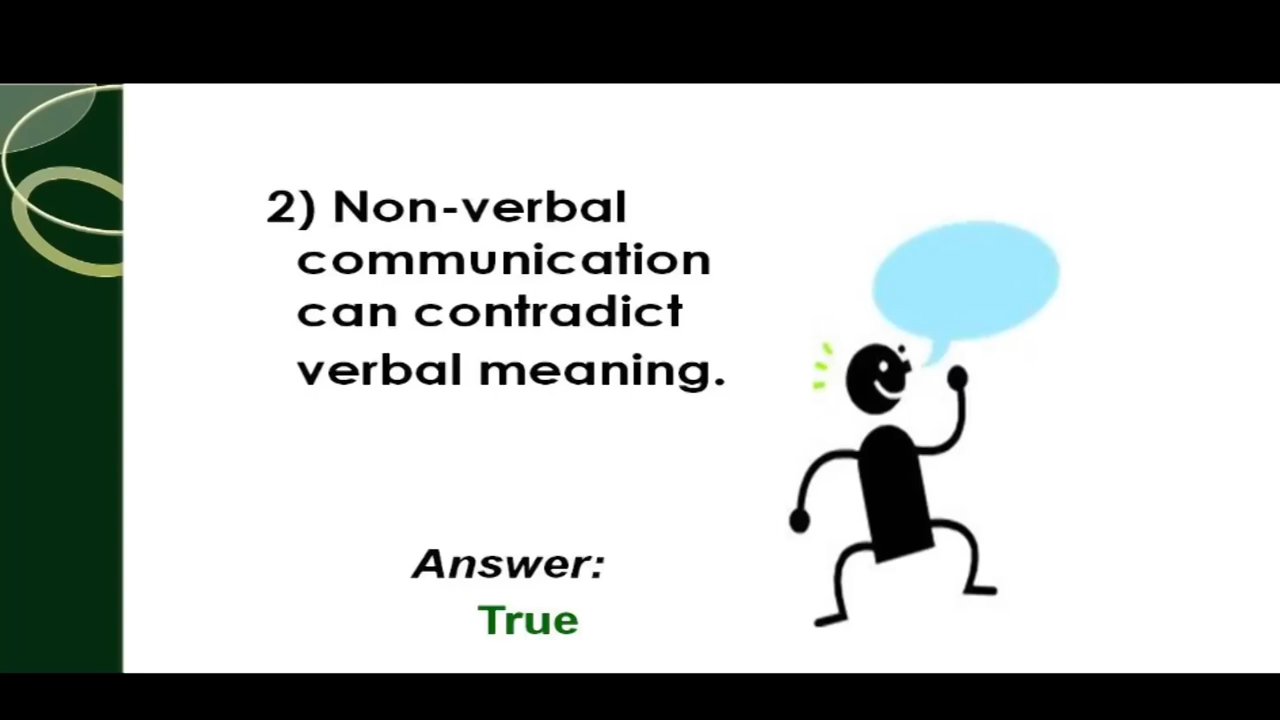 2) Non-verbal
communication
can contradict
verbal meaning.
Answer:
True